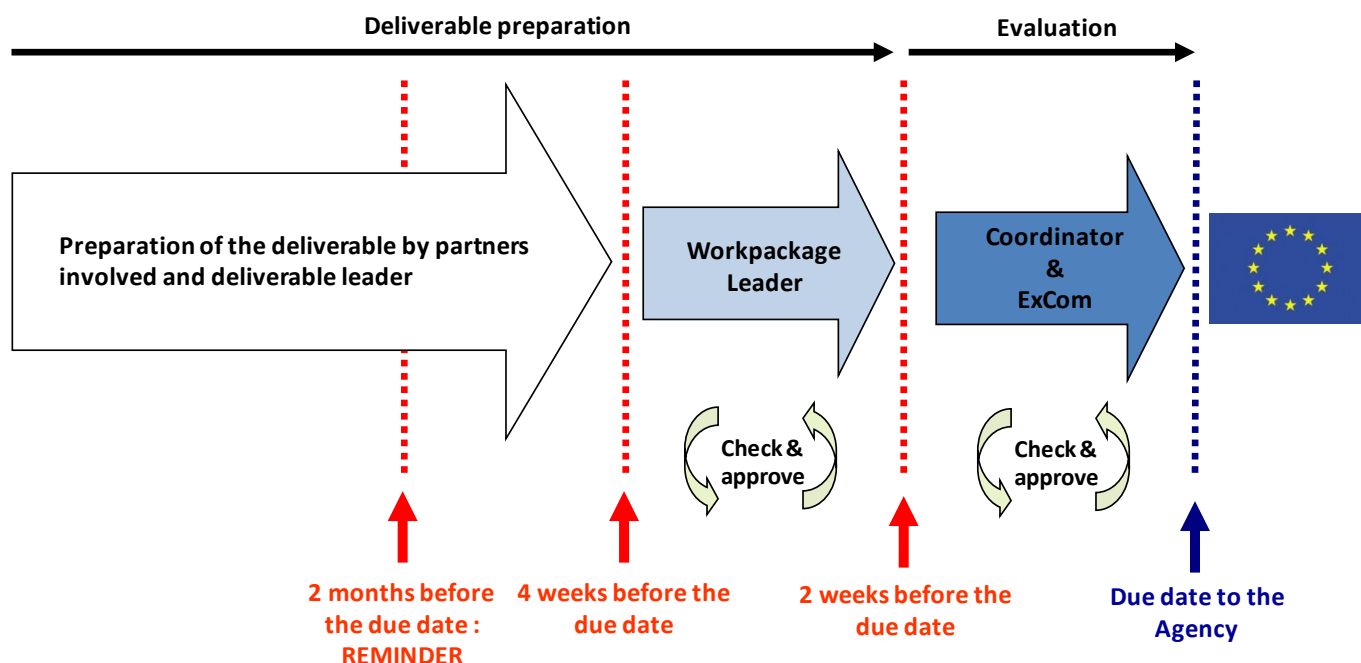 Deliverable preparation
Evaluation
Preparation of the deliverable by partners
involved and deliverable leader
Workpackage
Leader
Coordinator
&
ExCom
Check &
approve
Check &
approve
2 months before
the due date :
REMINDER
4 weeks before the
due date
2 weeks before the
due date
Due date to the
Agency